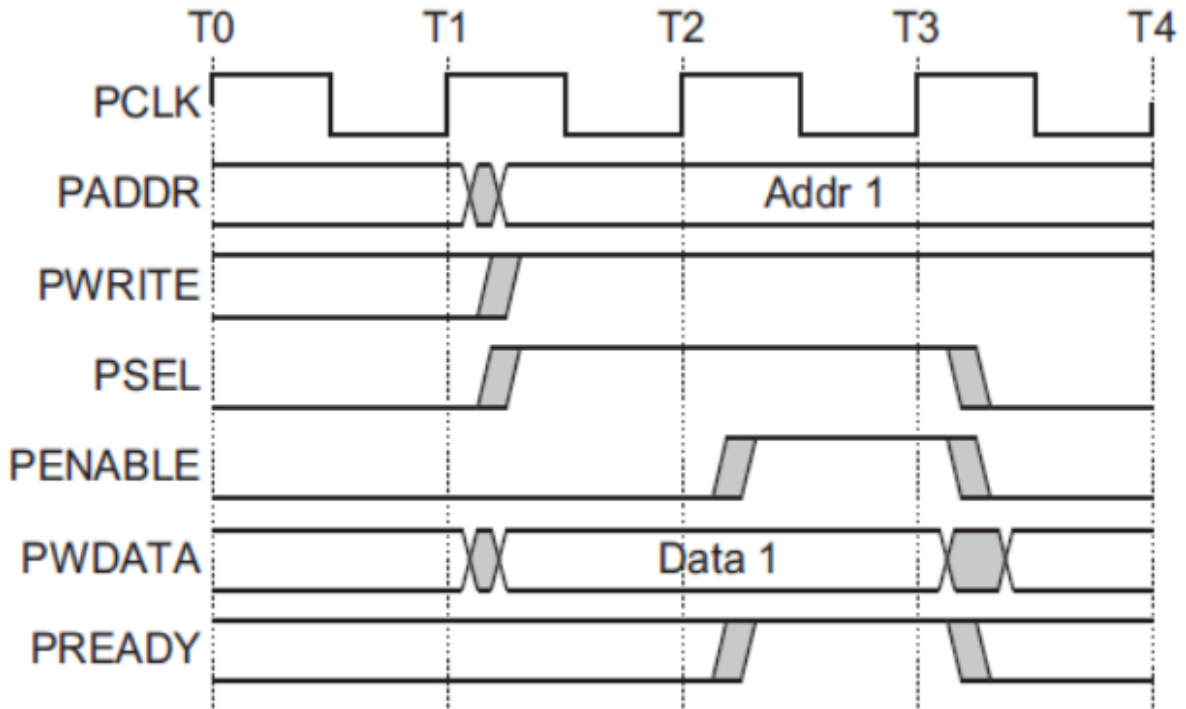 T0 T1 T2 T3 T4
PCLK
PADDR Addr 1
PWRITE
PSEL
PENABLE
PWDATA Data 1
PREADY